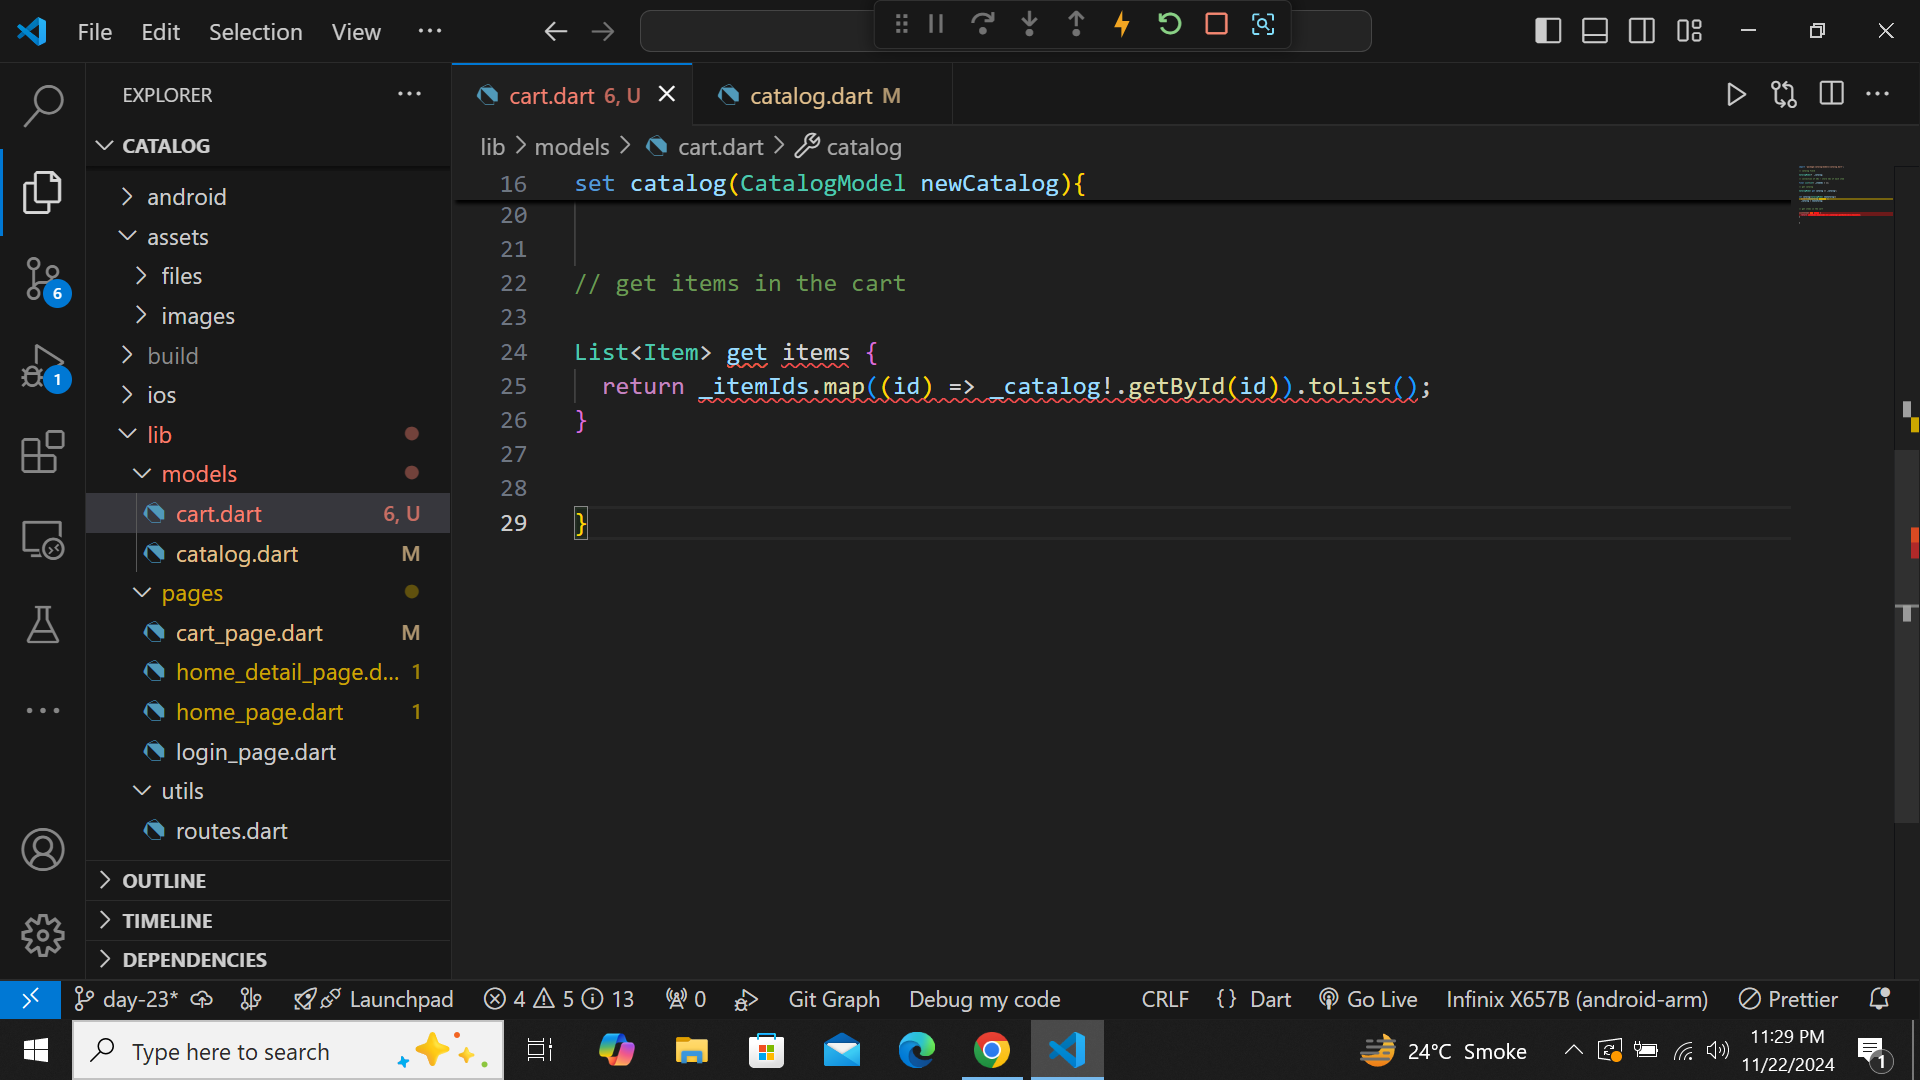 File Edit Selection View
EXPLORER
CATALOG
android
assets
files
images
build
ios
lib
models
cart.dart 6, U
catalog.dart M
pages
cart_page.dart M
home_detail_page.d... 1
home_page.dart 1
login_page.dart
utils
routes.dart
OUTLINE
TIMELINE
DEPENDENCIES
6
1
cart.dart 6, U
catalog.dart M
lib > models > cart.dart > catalog
16 set catalog(CatalogModel newCatalog){
20
21
22 // get items in the cart
23
24 List<Item> get items {
25 return _itemIds.map((id) => _catalog!.getById(id)).toList();
26 }
27
28
29 }
day-23* Launchpad 4 5 13 0 Git Graph Debug my code CRLF {} Dart Go Live Infinix X657B (android-arm) Prettier
Type here to search
24°C Smoke
11:29 PM
11/22/2024
1